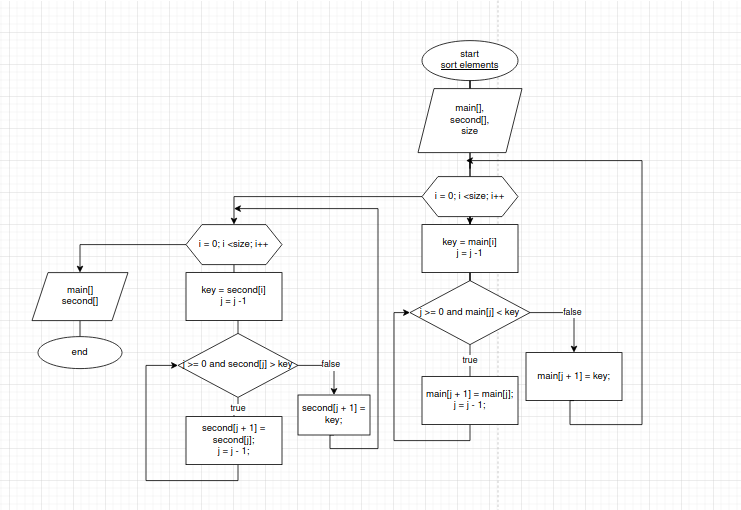 start
sort elements
main[],
second[],
size
i = 0; i <size; i++
key = main[i]
j = j -1
j >= 0 and main[j] < key
false
true
main[j + 1] = main[j];
j = j - 1;
main[j + 1] = key;
i = 0; i <size; i++
key = second[i]
j = j -1
j >= 0 and second[j] > key
false
true
second[j + 1] =
second[j];
j = j - 1;
second[j + 1] =
key;
main[]
second[]
end